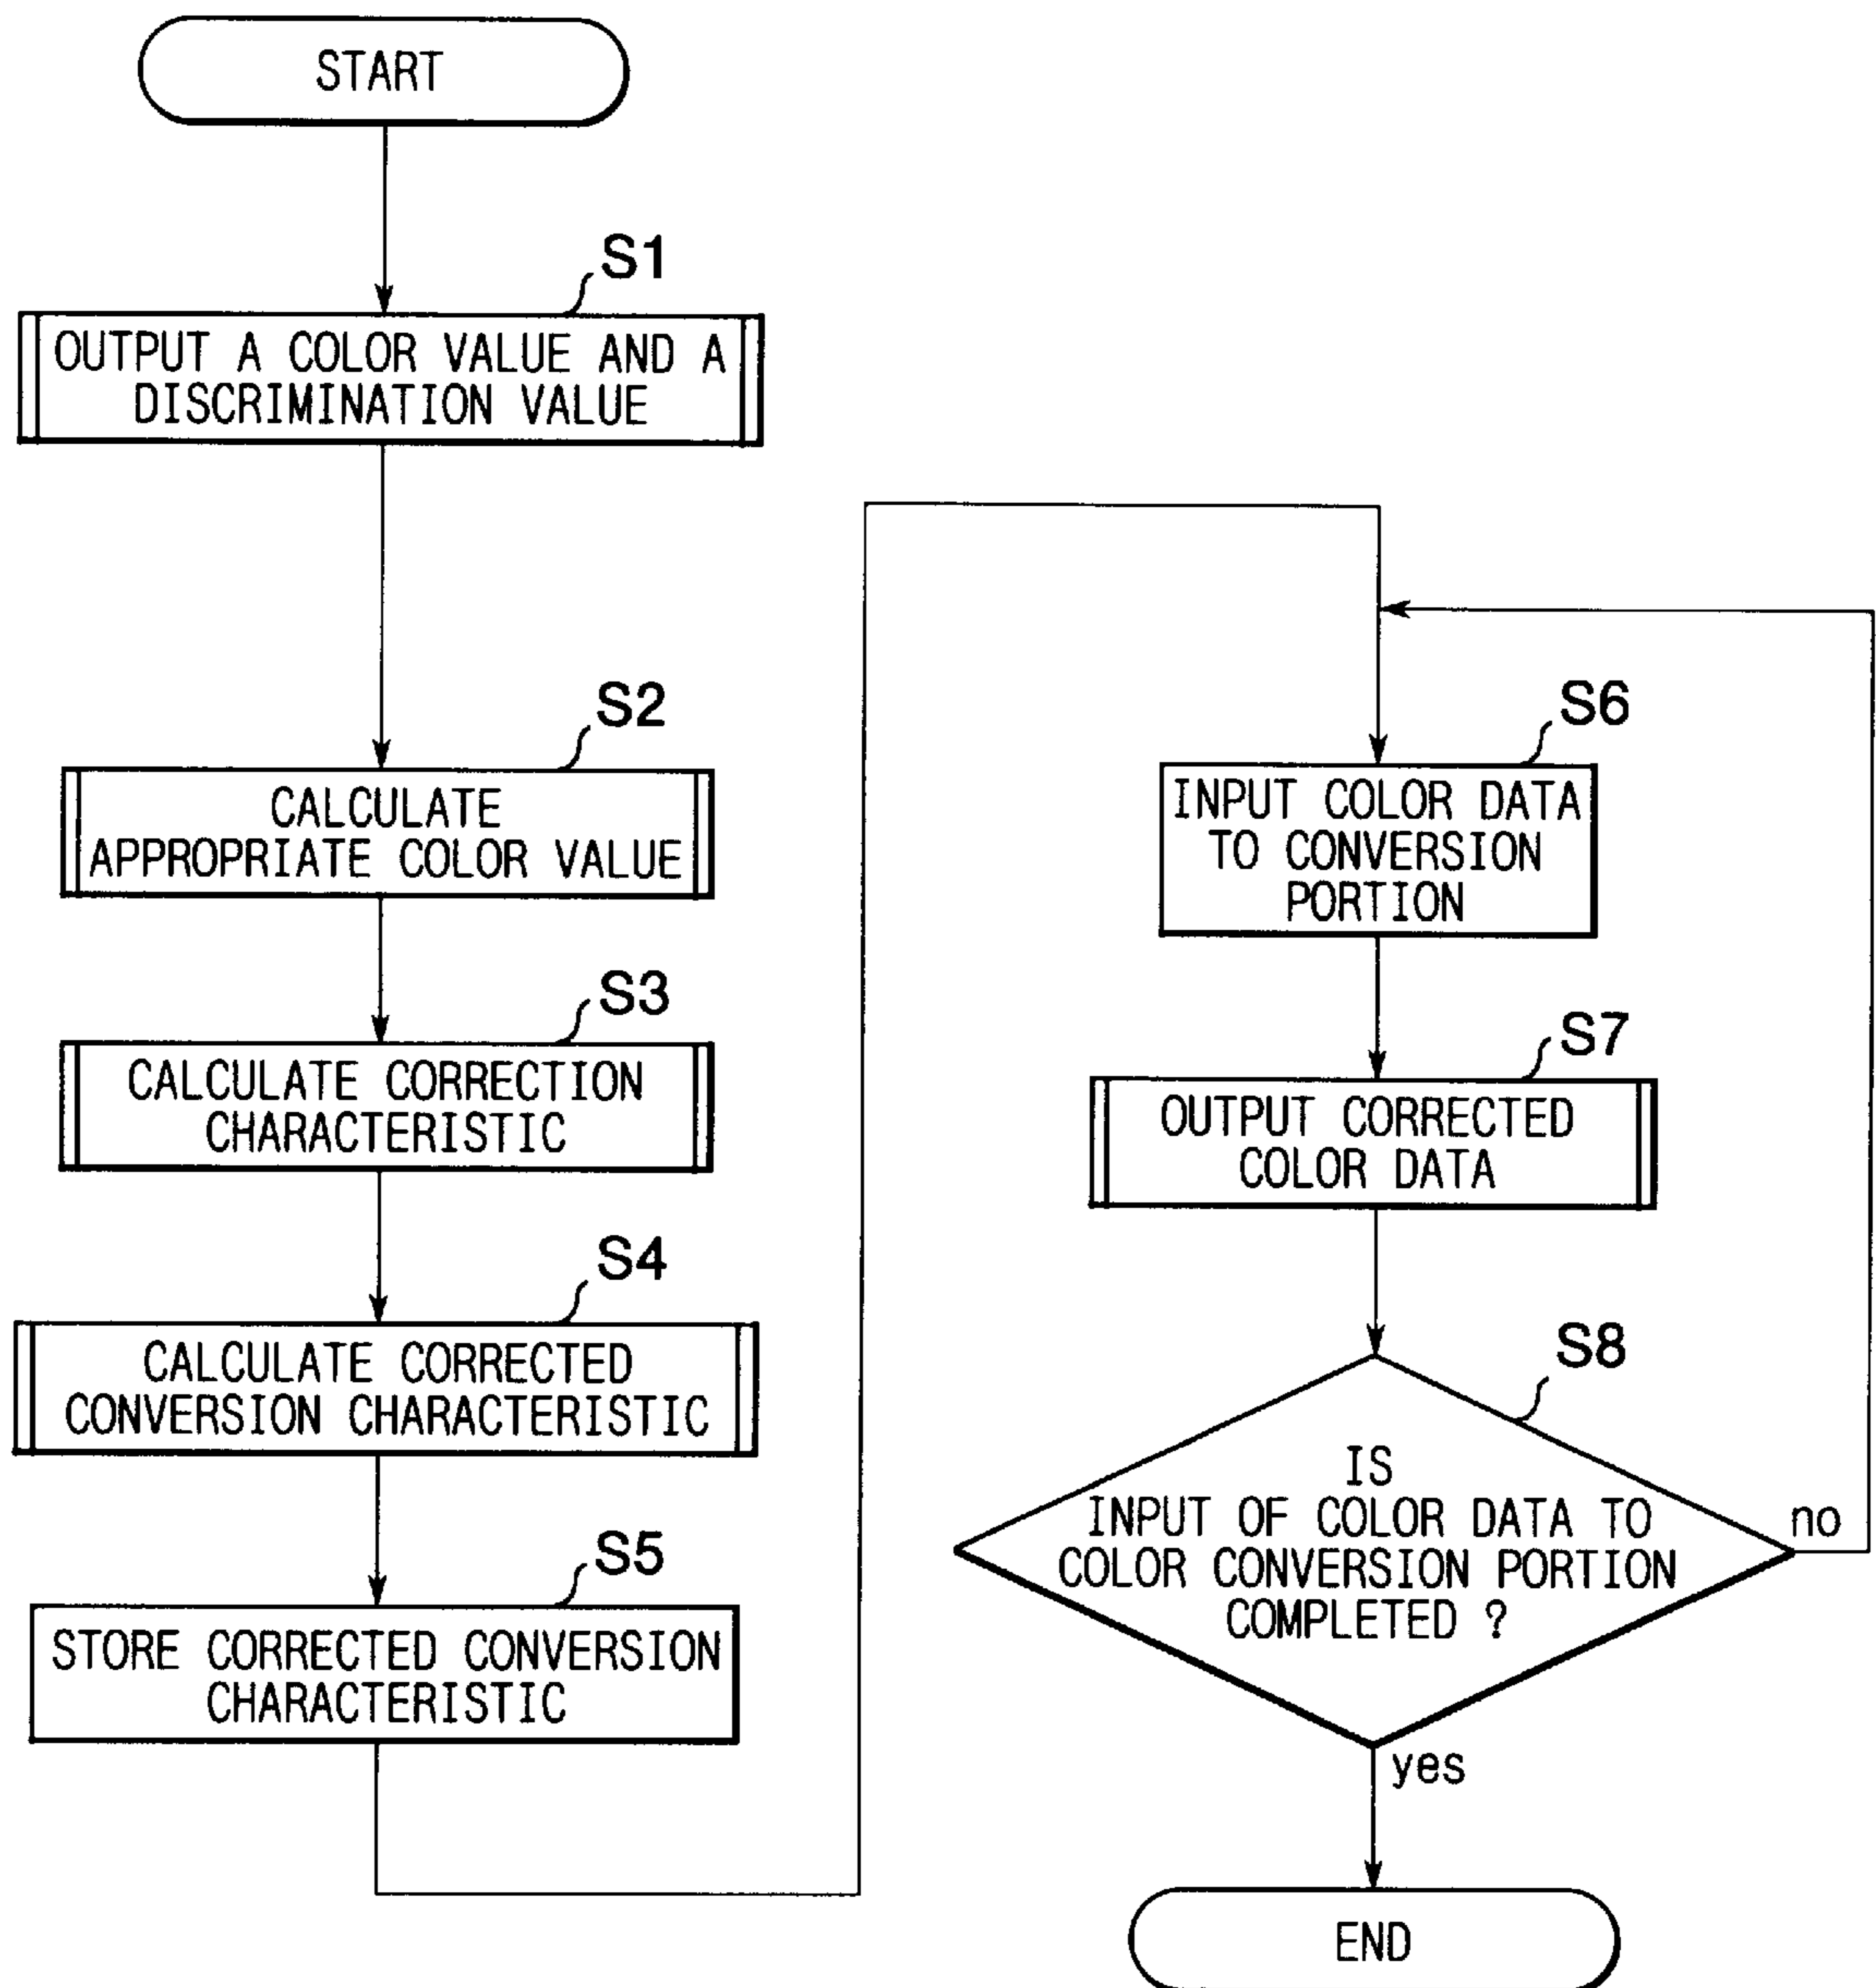 START
S1
OUTPUT A COLOR VALUE AND A
DISCRIMINATION VALUE
S2
CALCULATE
APPROPRIATE COLOR VALUE
S3
CALCULATE CORRECTION
CHARACTERISTIC
S4
CALCULATE CORRECTED
CONVERSION CHARACTERISTIC
S5
STORE CORRECTED CONVERSION
CHARACTERISTIC
S6
INPUT COLOR DATA
TO CONVERSION
PORTION
S7
OUTPUT CORRECTED
COLOR DATA
S8
IS
INPUT OF COLOR DATA TO
COLOR CONVERSION PORTION
COMPLETED ?
no
yes
END